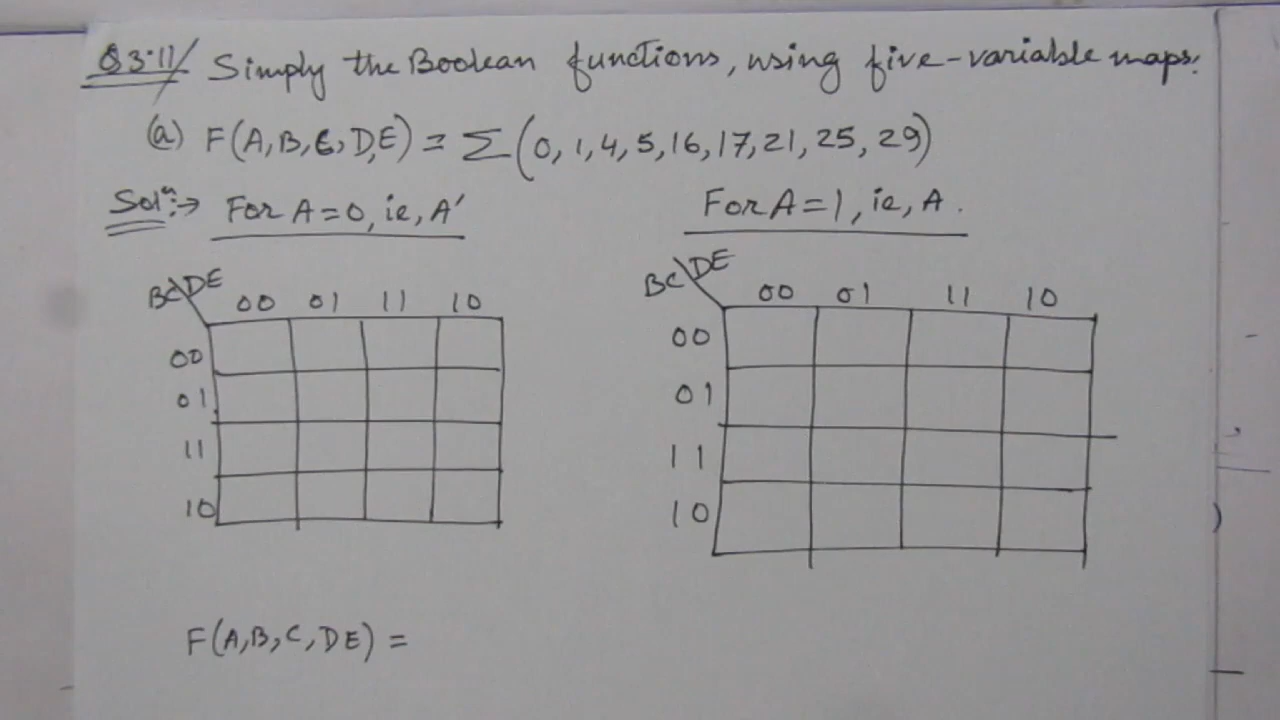 Q3.11/ Simply the Boolean functions, using five-variable maps.
(a) F(A,B,C,D,E) = Σ(0, 1, 4, 5, 16, 17, 21, 25, 29)
Solⁿ:→ For A=0, ie, A'
For A=1, ie, A.
BC\DE 00 01 11 10
00
01
11
10
BC\DE 00 01 11 10
00
01
11
10
F(A,B,C,DE) =